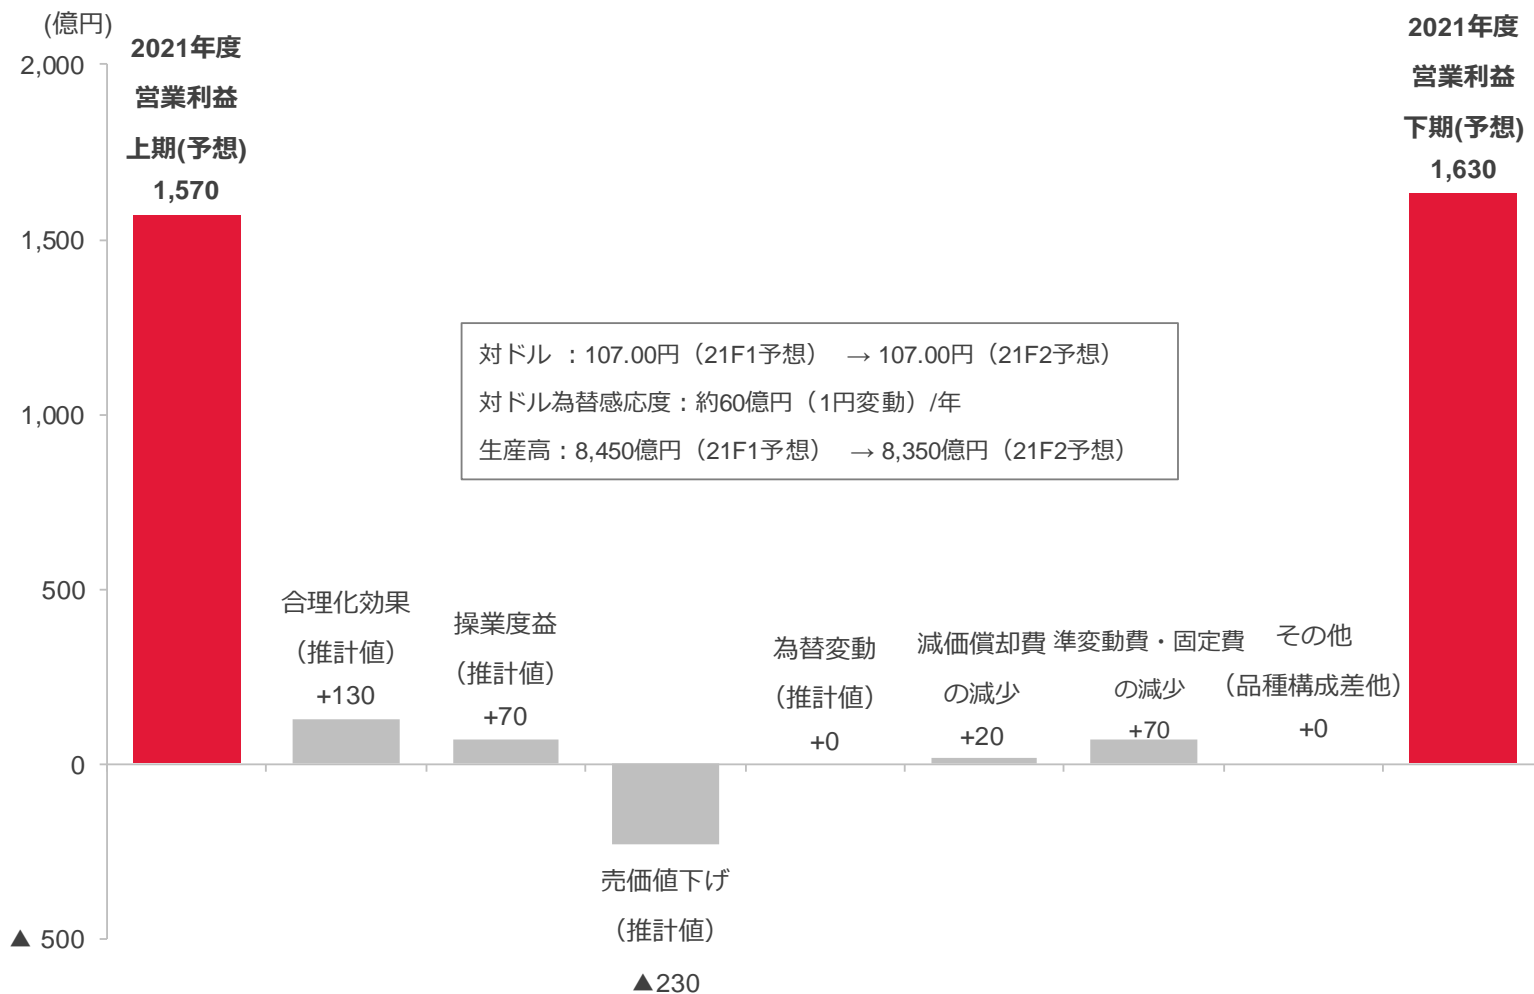 (億円)
2021年度
営業利益
上期(予想)
1,570
2021年度
営業利益
下期(予想)
1,630
2,000
1,500
1,000
500
0
▲ 500
対ドル ：107.00円（21F1予想） → 107.00円（21F2予想）
対ドル為替感応度：約60億円（1円変動）/年
生産高：8,450億円（21F1予想） → 8,350億円（21F2予想）
合理化効果
（推計値）
+130
操業度益
（推計値）
+70
売価値下げ
（推計値）
▲230
為替変動
（推計値）
+0
減価償却費
の減少
+20
準変動費・固定費
の減少
+70
その他
（品種構成差他）
+0